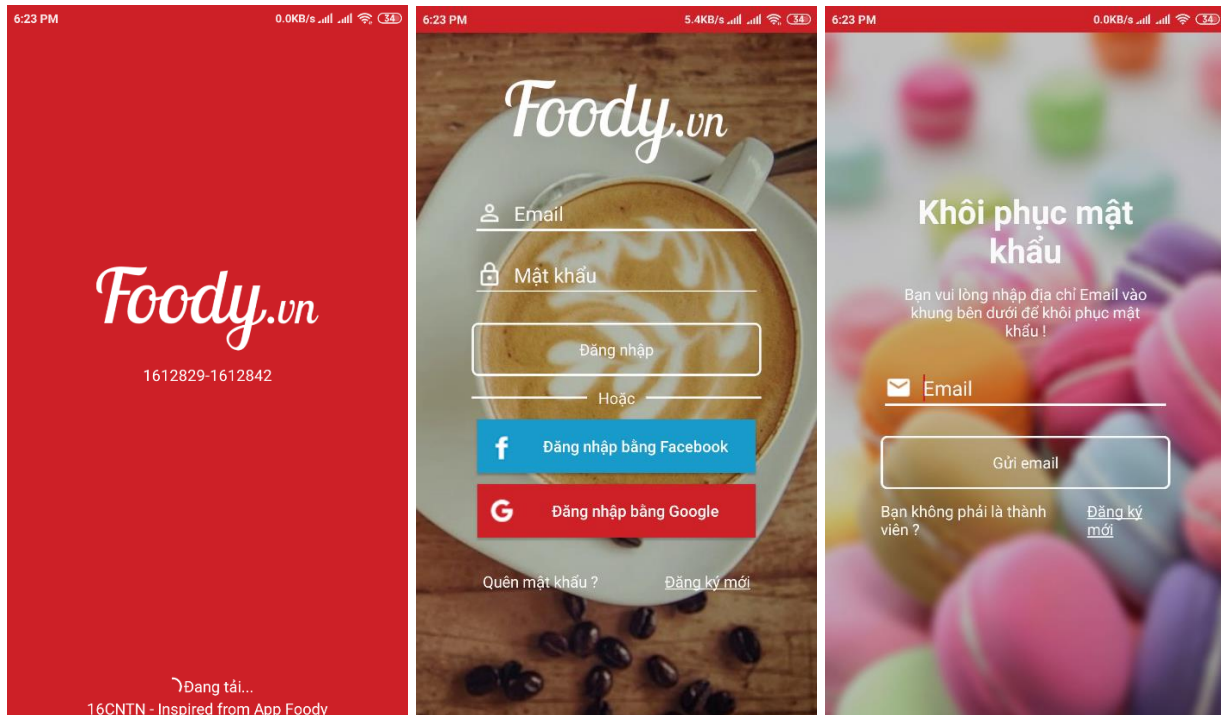 6:23 PM
0.0KB/s
34
Foody.vn
1612829-1612842
Đang tải...
16CNTN - Inspired from App Foody
6:23 PM
5.4KB/s
34
Foody.vn
Email
Mật khẩu
Đăng nhập
Hoặc
f
Đăng nhập bằng Facebook
G
Đăng nhập bằng Google
Quên mật khẩu ?
Đăng ký mới
6:23 PM
0.0KB/s
34
Khôi phục mật
khẩu
Bạn vui lòng nhập địa chỉ Email vào
khung bên dưới để khôi phục mật
khẩu !
Email
Gửi email
Bạn không phải là thành
viên ?
Đăng ký
mới